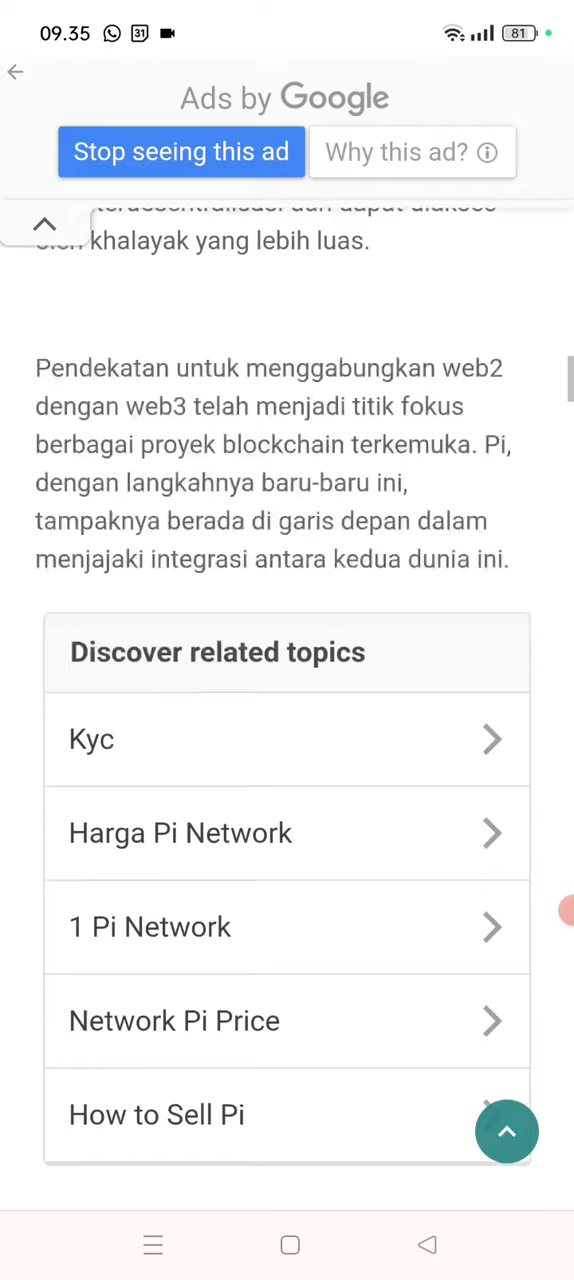 09.35
31
81
Ads by Google
Stop seeing this ad
Why this ad?
khalayak yang lebih luas.
Pendekatan untuk menggabungkan web2
dengan web3 telah menjadi titik fokus
berbagai proyek blockchain terkemuka. Pi,
dengan langkahnya baru-baru ini,
tampaknya berada di garis depan dalam
menjajaki integrasi antara kedua dunia ini.
Discover related topics
Kyc
Harga Pi Network
1 Pi Network
Network Pi Price
How to Sell Pi